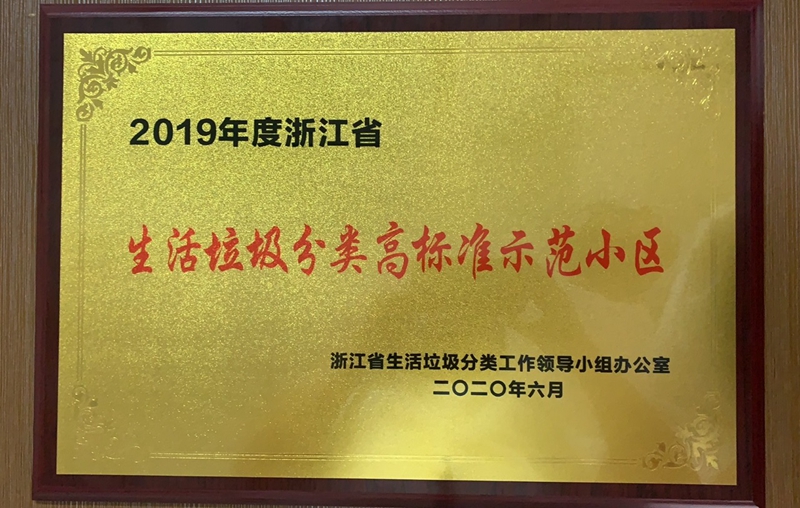 2019年度浙江省
生活垃圾分类高标准示范小区
浙江省生活垃圾分类工作领导小组办公室
二〇二〇年六月